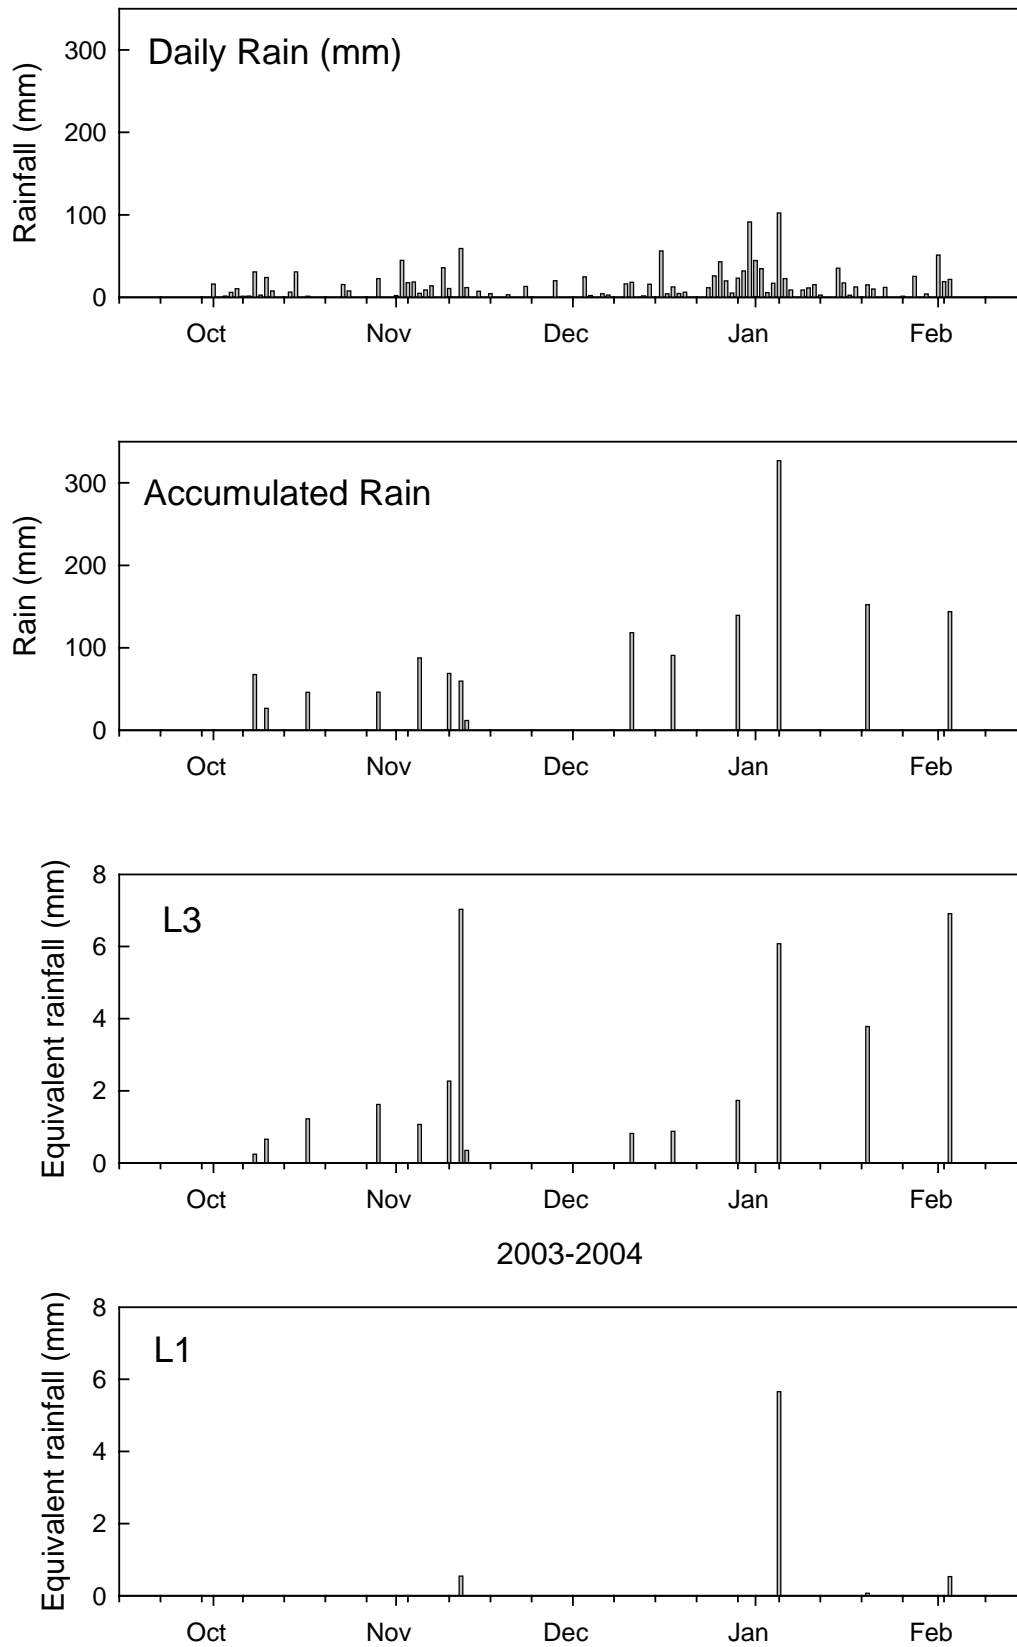 Daily Rain (mm)
Rainfall (mm)
300
200
100
0
Oct Nov Dec Jan Feb
Accumulated Rain
Rain (mm)
300
200
100
0
Oct Nov Dec Jan Feb
L3
Equivalent rainfall (mm)
8
6
4
2
0
Oct Nov Dec Jan Feb
2003-2004
L1
Equivalent rainfall (mm)
8
6
4
2
0
Oct Nov Dec Jan Feb